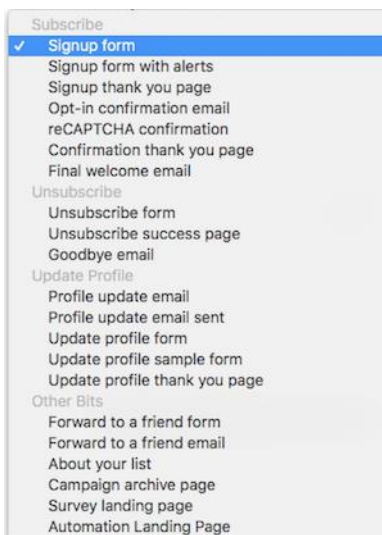 Subscribe
✓ Signup form
Signup form with alerts
Signup thank you page
Opt-in confirmation email
reCAPTCHA confirmation
Confirmation thank you page
Final welcome email
Unsubscribe
Unsubscribe form
Unsubscribe success page
Goodbye email
Update Profile
Profile update email
Profile update email sent
Update profile form
Update profile sample form
Update profile thank you page
Other Bits
Forward to a friend form
Forward to a friend email
About your list
Campaign archive page
Survey landing page
Automation Landing Page